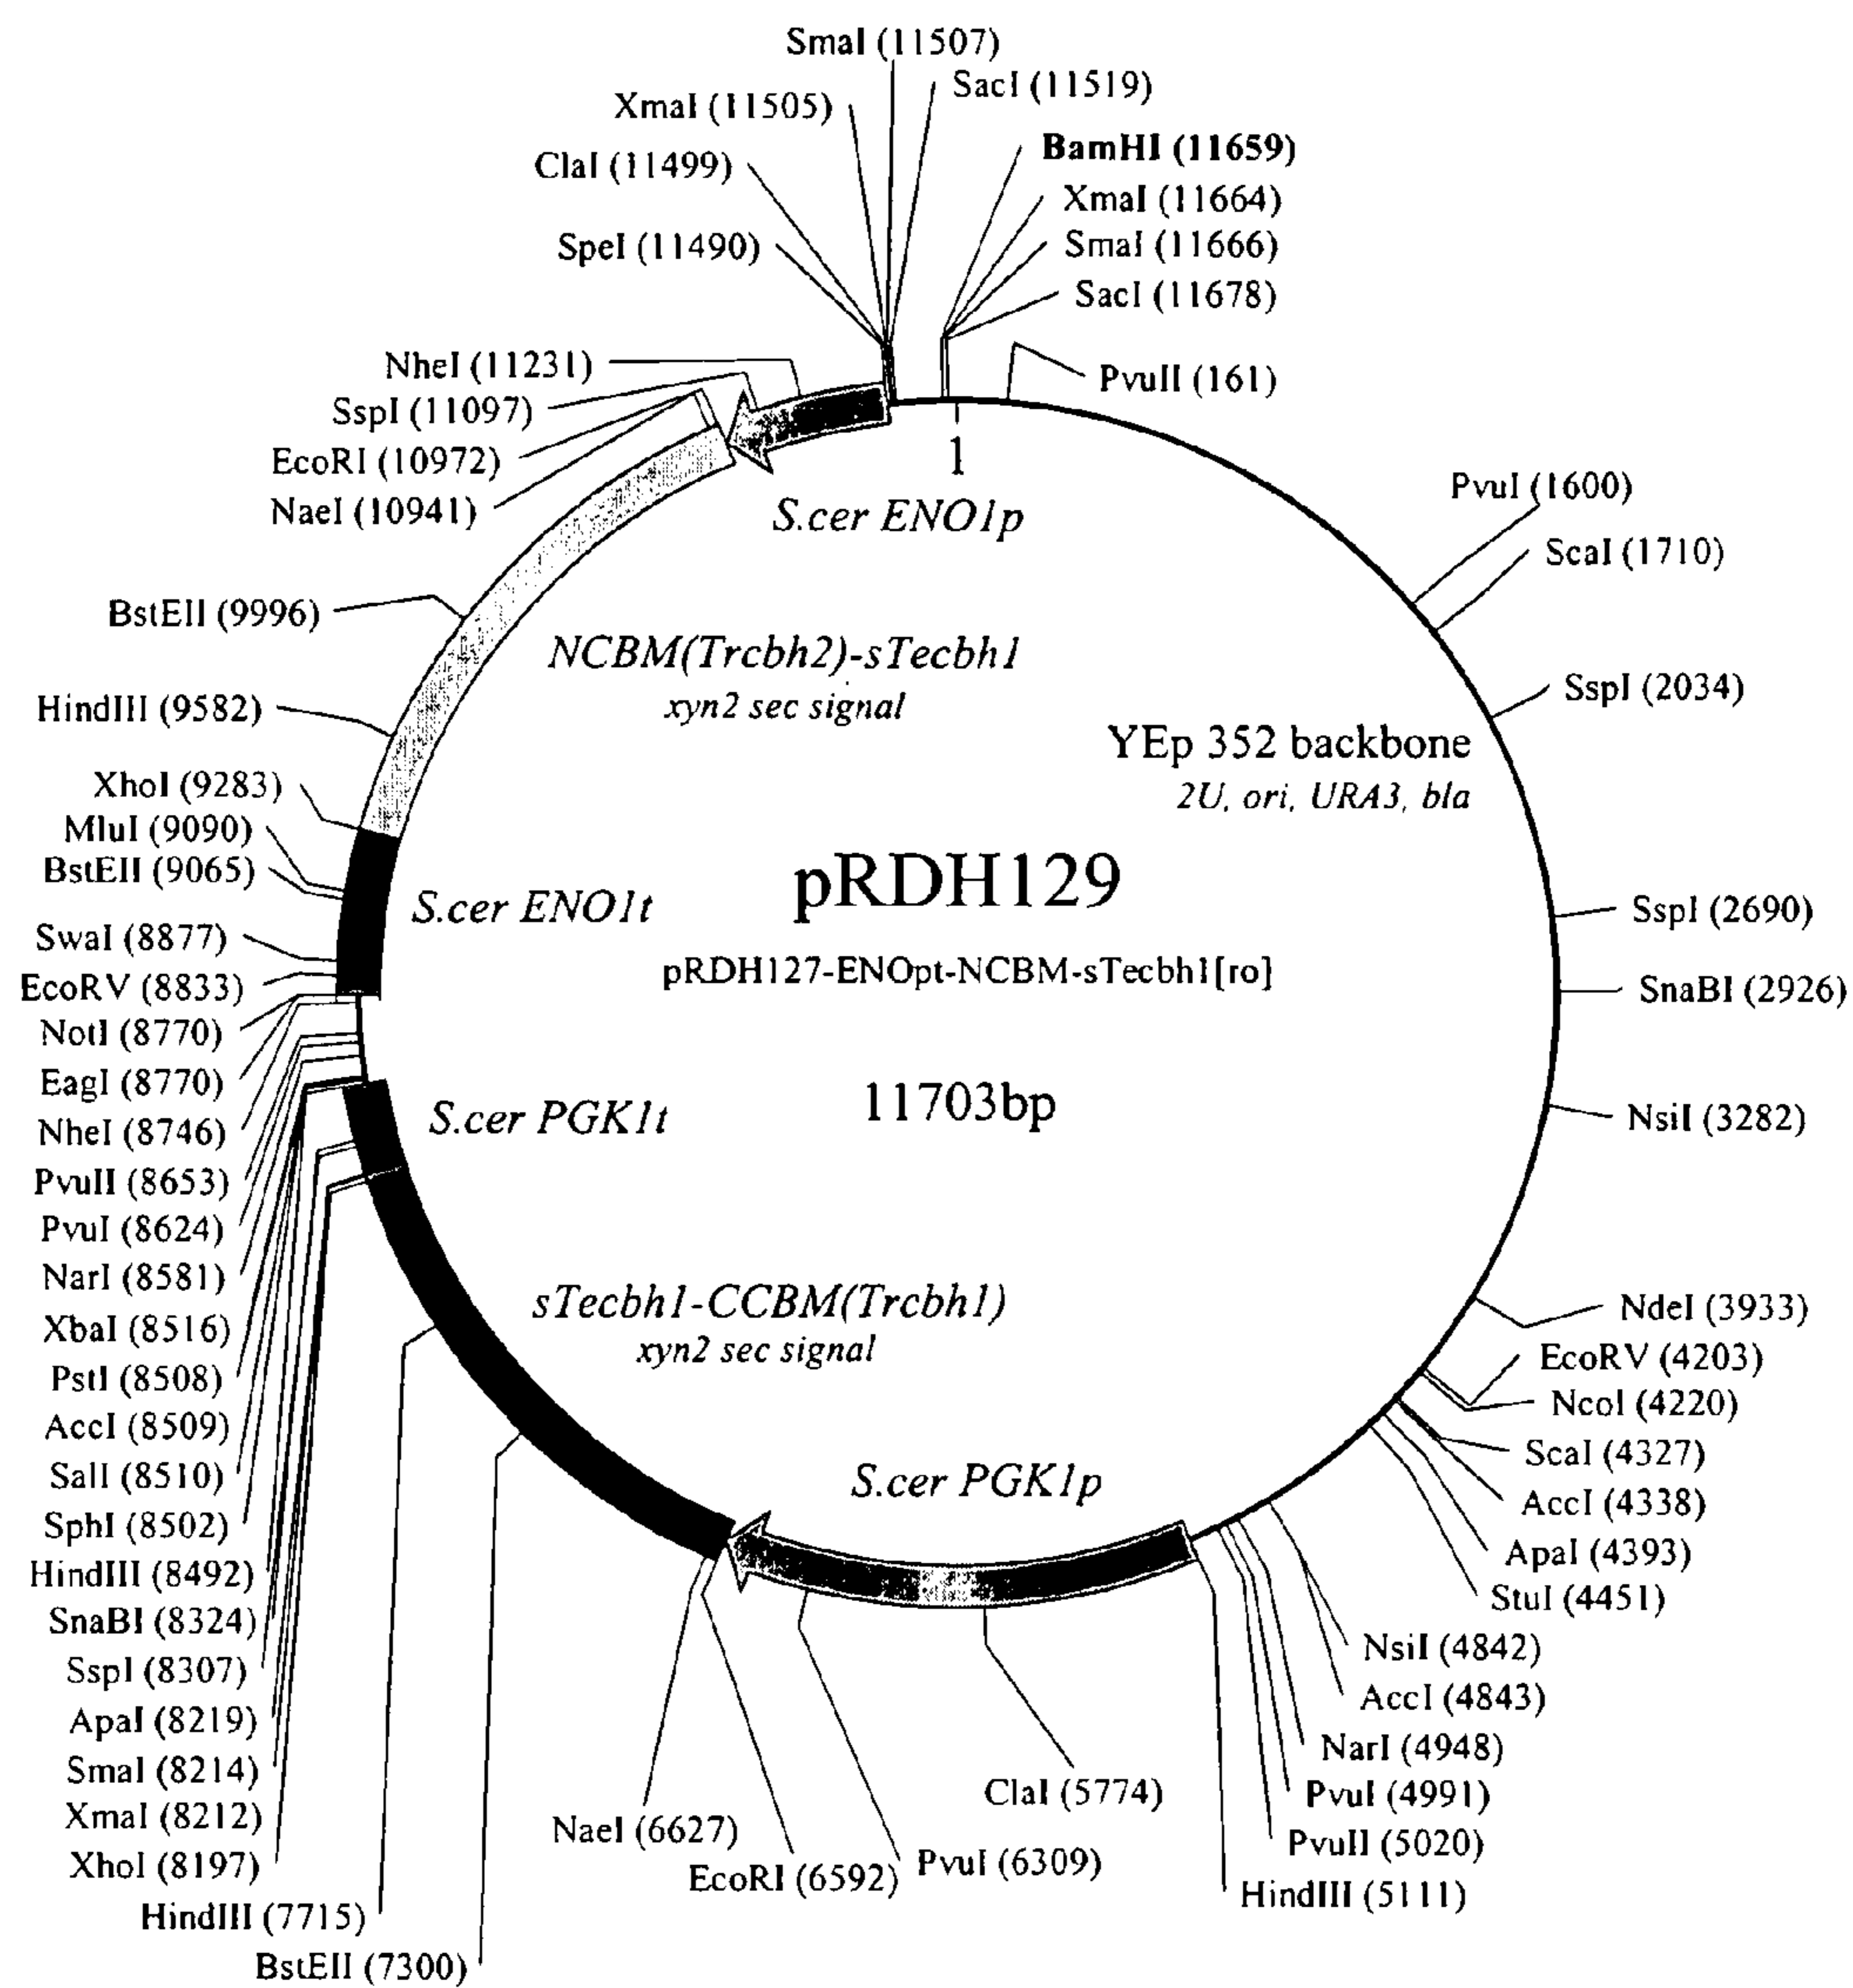 SmaI (11507)
SacI (11519)
XmaI (11505)
BamHI (11659)
ClaI (11499)
XmaI (11664)
SpeI (11490)
SmaI (11666)
SacI (11678)
NheI (11231)
PvuII (161)
SspI (11097)
EcoRI (10972)
1
NaeI (10941)
S.cer ENO1p
PvuI (1600)
ScaI (1710)
BstEII (9996)
NCBM(Trcbh2)-sTecbh1
xyn2 sec signal
HindIII (9582)
SspI (2034)
YEp 352 backbone
2U, ori, URA3, bla
XhoI (9283)
MluI (9090)
BstEII (9065)
S.cer ENO1t
pRDH129
SspI (2690)
SwaI (8877)
pRDH127-ENOpt-NCBM-sTecbh1[ro]
EcoRV (8833)
SnaBI (2926)
NotI (8770)
EagI (8770)
S.cer PGK1t
11703bp
NsiI (3282)
NheI (8746)
PvuII (8653)
PvuI (8624)
NarI (8581)
sTecbh1-CCBM(Trcbh1)
xyn2 sec signal
NdeI (3933)
XbaI (8516)
EcoRV (4203)
PstI (8508)
NcoI (4220)
AccI (8509)
ScaI (4327)
SalI (8510)
S.cer PGK1p
AccI (4338)
SphI (8502)
ApaI (4393)
HindIII (8492)
StuI (4451)
SnaBI (8324)
NsiI (4842)
SspI (8307)
AccI (4843)
ApaI (8219)
NarI (4948)
SmaI (8214)
ClaI (5774)
PvuI (4991)
XmaI (8212)
NaeI (6627)
PvuII (5020)
XhoI (8197)
EcoRI (6592)
PvuI (6309)
HindIII (5111)
HindIII (7715)
BstEII (7300)